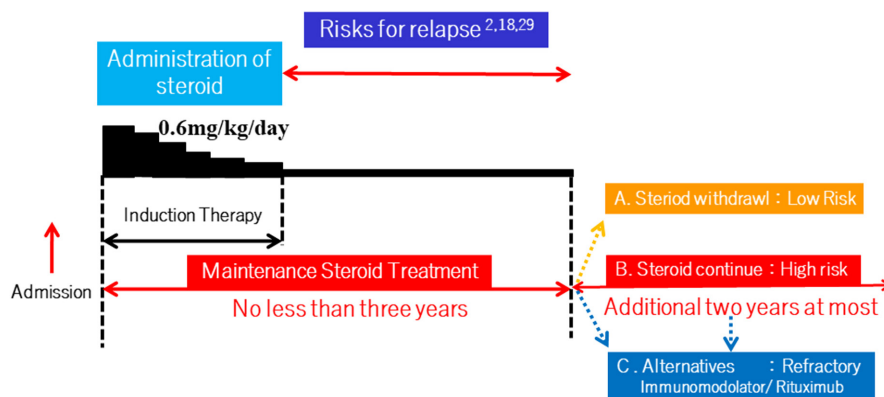 Risks for relapse 2,18,29
Administration of
steroid
0.6mg/kg/day
Induction Therapy
Admission
Maintenance Steroid Treatment
No less than three years
A. Steriod withdrawl : Low Risk
B. Steroid continue : High risk
Additional two years at most
C . Alternatives : Refractory
Immunomodolator/ Rituximub